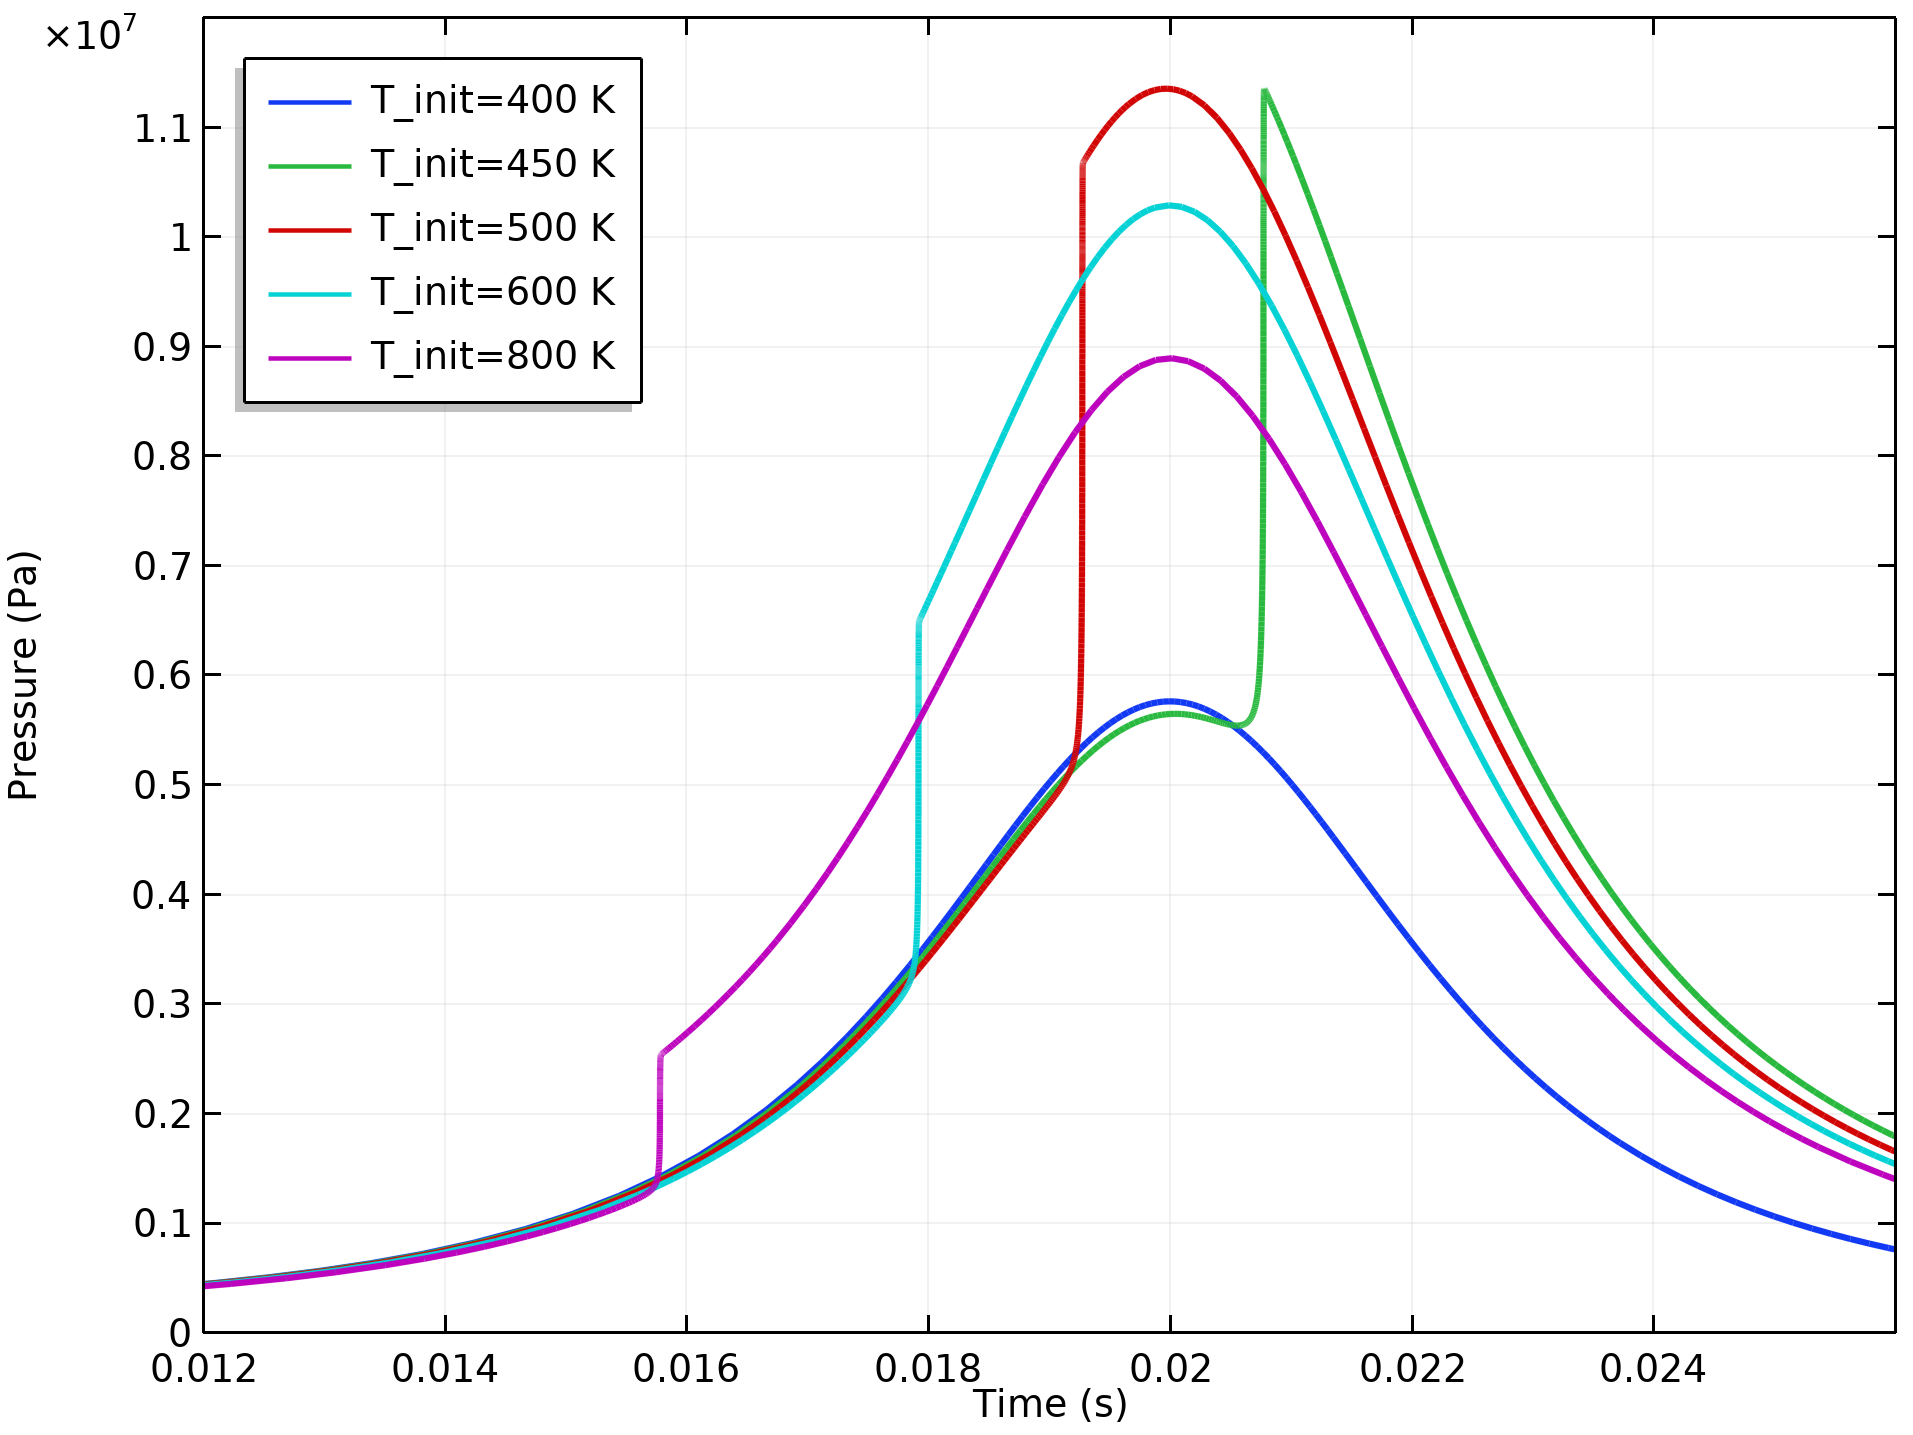 ×10⁷
T_init=400 K
T_init=450 K
T_init=500 K
T_init=600 K
T_init=800 K
1.1
1
0.9
0.8
0.7
0.6
0.5
0.4
0.3
0.2
0.1
0
Pressure (Pa)
0.012 0.014 0.016 0.018 0.02 0.022 0.024
Time (s)